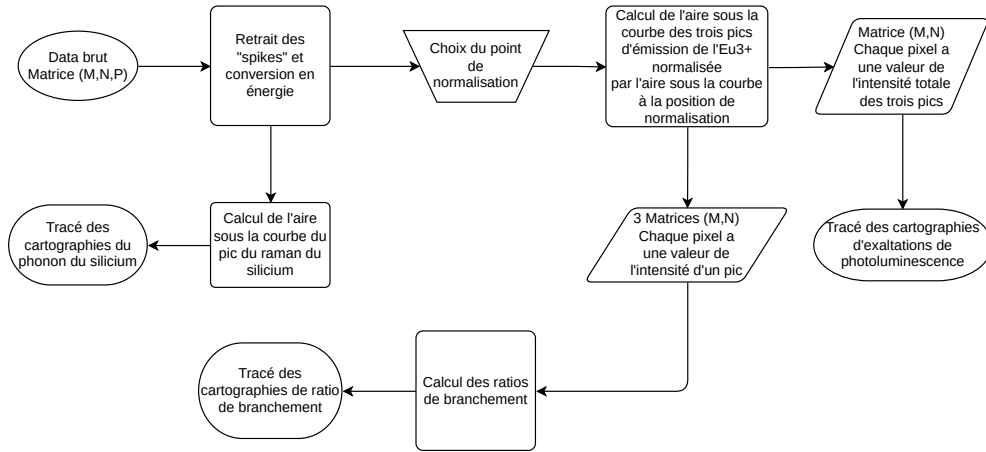 Data brut
Matrice (M,N,P)
Retrait des
"spikes" et
conversion en
énergie
Choix du point
de
normalisation
Calcul de l'aire sous la
courbe des trois pics
d'émission de l'Eu3+
normalisée
par l'aire sous la courbe
à la position de
normalisation
Matrice (M,N)
Chaque pixel a
une valeur de
l'intensité totale
des trois pics
Tracé des
cartographies du
phonon du silicium
Calcul de l'aire
sous la courbe du
pic du raman du
silicium
3 Matrices (M,N)
Chaque pixel a
une valeur de
l'intensité d'un pic
Tracé des cartographies
d'exaltations de
photoluminescence
Tracé des
cartographies de ratio
de branchement
Calcul des ratios
de branchement